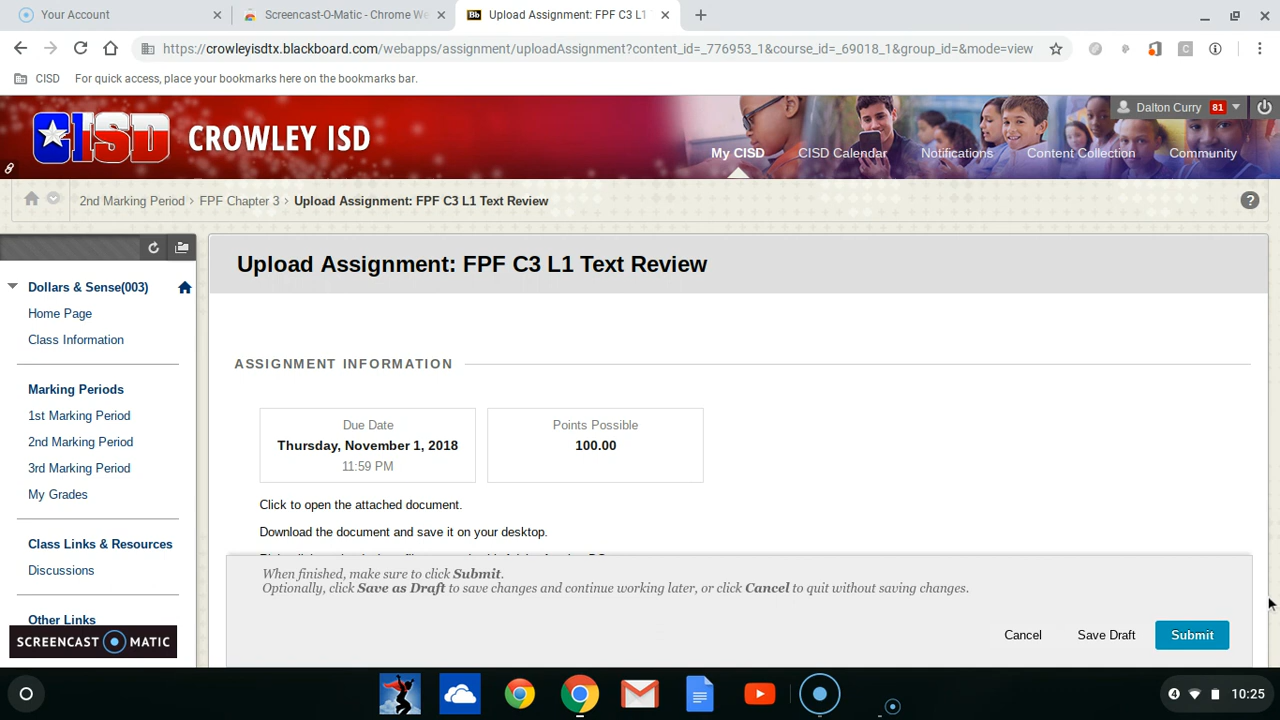 Your Account
Screencast-O-Matic - Chrome We
Bb Upload Assignment: FPF C3 L1
https://crowleyisdtx.blackboard.com/webapps/assignment/uploadAssignment?content_id=_776953_1&course_id=_69018_1&group_id=&mode=view
CISD For quick access, place your bookmarks here on the bookmarks bar.
Dalton Curry 81
CISD CROWLEY ISD
My CISD CISD Calendar Notifications Content Collection Community
2nd Marking Period FPF Chapter 3 Upload Assignment: FPF C3 L1 Text Review
Upload Assignment: FPF C3 L1 Text Review
Dollars & Sense(003)
Home Page
Class Information
Marking Periods
1st Marking Period
2nd Marking Period
3rd Marking Period
My Grades
Class Links & Resources
Discussions
Other Links
SCREENCAST MATIC
ASSIGNMENT INFORMATION
Due Date
Thursday, November 1, 2018
11:59 PM
Points Possible
100.00
Click to open the attached document.
Download the document and save it on your desktop.
When finished, make sure to click Submit.
Optionally, click Save as Draft to save changes and continue working later, or click Cancel to quit without saving changes.
Cancel Save Draft Submit
4 10:25